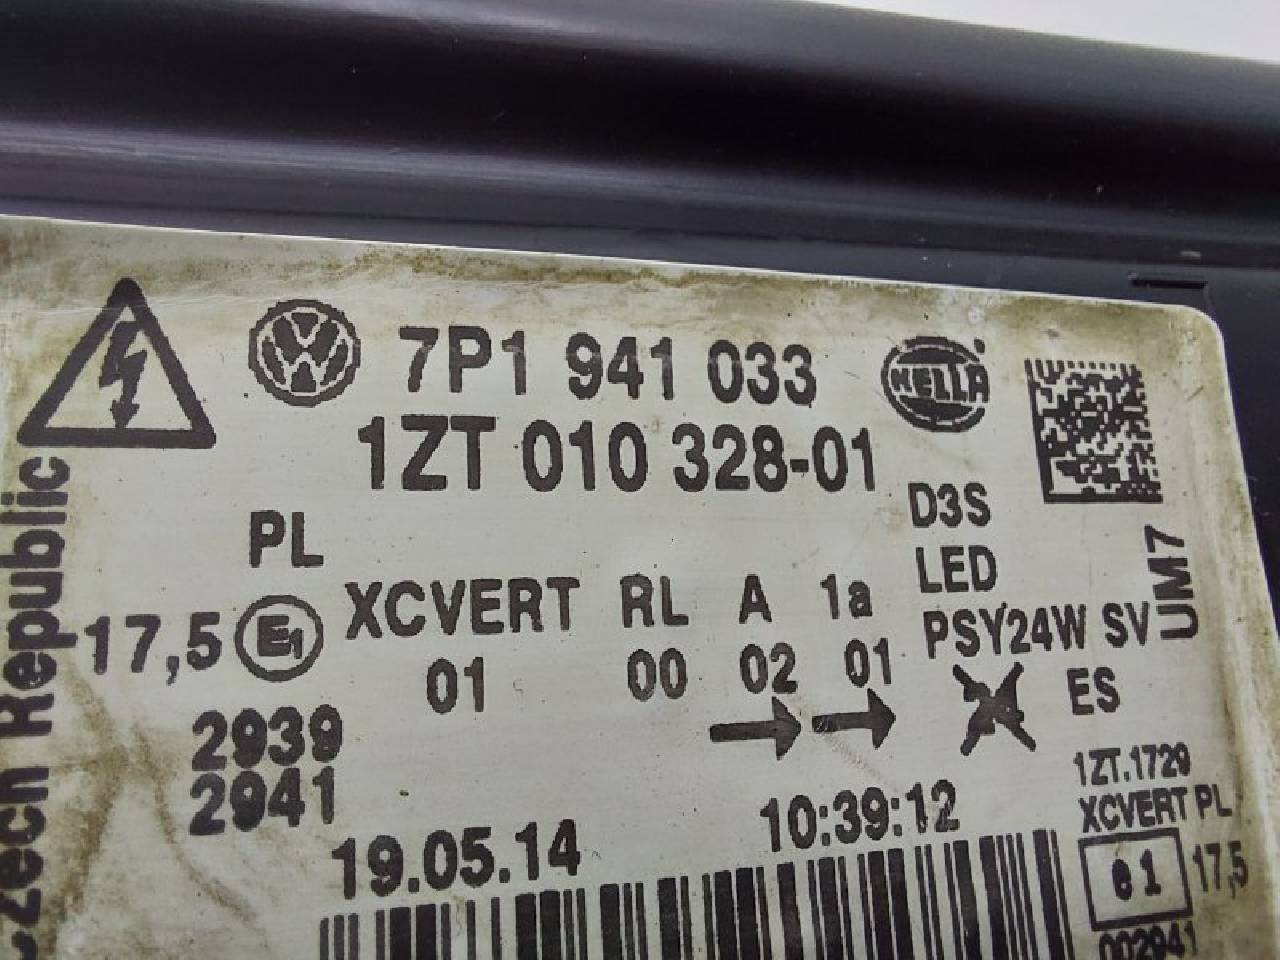 7P1 941 033
HELLA
1ZT 010 328-01
D3S
PL
LED
UM7
XCVERT RL A 1a
PSY24W SV
17,5 E1
01 00 02 01
ES
2939
2941
1ZT.1729
XCVERT PL
19.05.14 10:39:12
e1 17,5
002941
Czech Republic